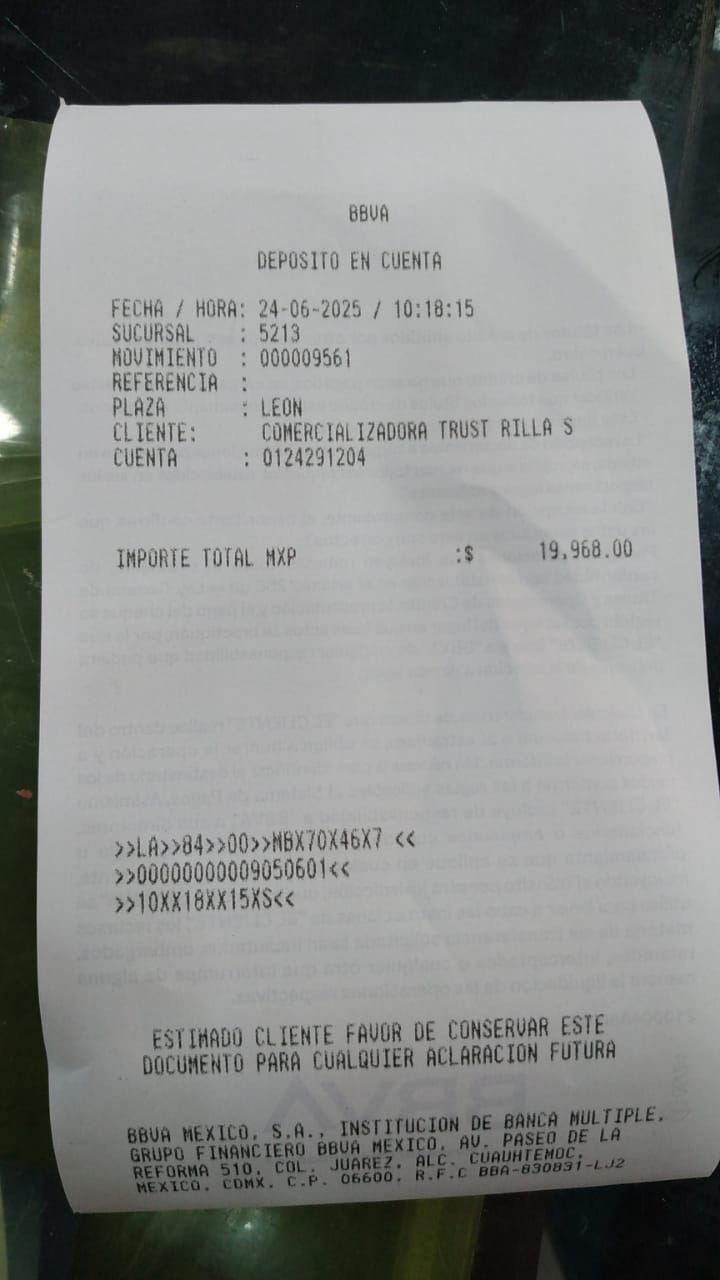 BBVA
DEPOSITO EN CUENTA
FECHA / HORA: 24-06-2025 / 10:18:15
SUCURSAL : 5213
MOVIMIENTO : 000009561
REFERENCIA :
PLAZA : LEON
CLIENTE: COMERCIALIZADORA TRUST RILLA S
CUENTA : 0124291204
IMPORTE TOTAL MXP :$ 19,968.00
>>LA>>84>>00>>MBX70X46X7 <<
>>00000000009050601<<
>>10XX18XX15XS<<
ESTIMADO CLIENTE FAVOR DE CONSERVAR ESTE
DOCUMENTO PARA CUALQUIER ACLARACION FUTURA
BBVA MEXICO, S.A., INSTITUCION DE BANCA MULTIPLE,
GRUPO FINANCIERO BBVA MEXICO. AV. PASEO DE LA
REFORMA 510, COL. JUAREZ, ALC. CUAUHTEMOC,
MEXICO. CDMX. C.P. 06600. R.F.C BBA-830831-LJ2